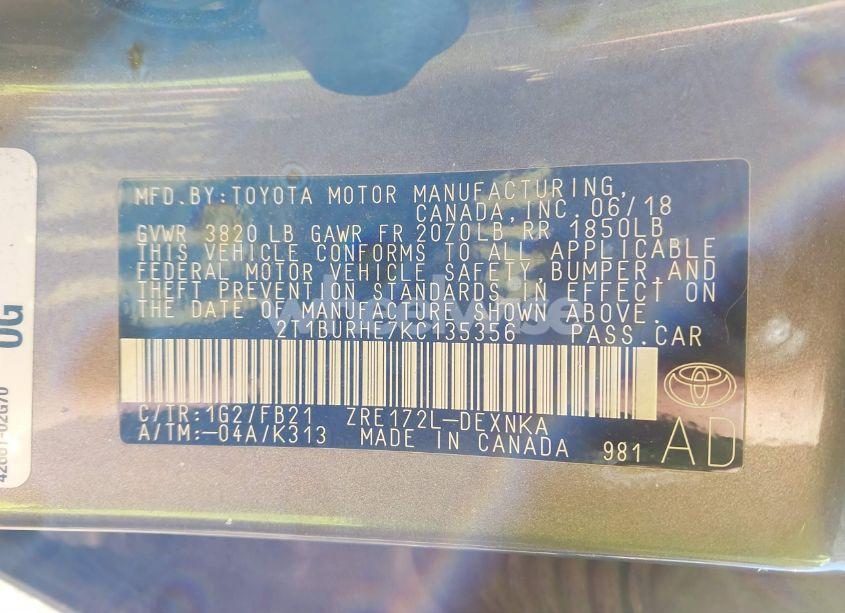 MFD.BY:TOYOTA MOTOR MANUFACTURING,
CANADA,INC. 06/18
GVWR 3820 LB GAWR FR 2070LB RR 1850LB
THIS VEHICLE CONFORMS TO ALL APPLICABLE
FEDERAL MOTOR VEHICLE SAFETY, BUMPER, AND
THEFT PREVENTION STANDARDS IN EFFECT ON
THE DATE OF MANUFACTURE SHOWN ABOVE.
2T1BURHE7KC135356 PASS.CAR
C/TR:1G2/FB21 ZRE172L-DEXNKA
A/TM:-04A/K313 MADE IN CANADA 981 AD
0G
42661-02G70